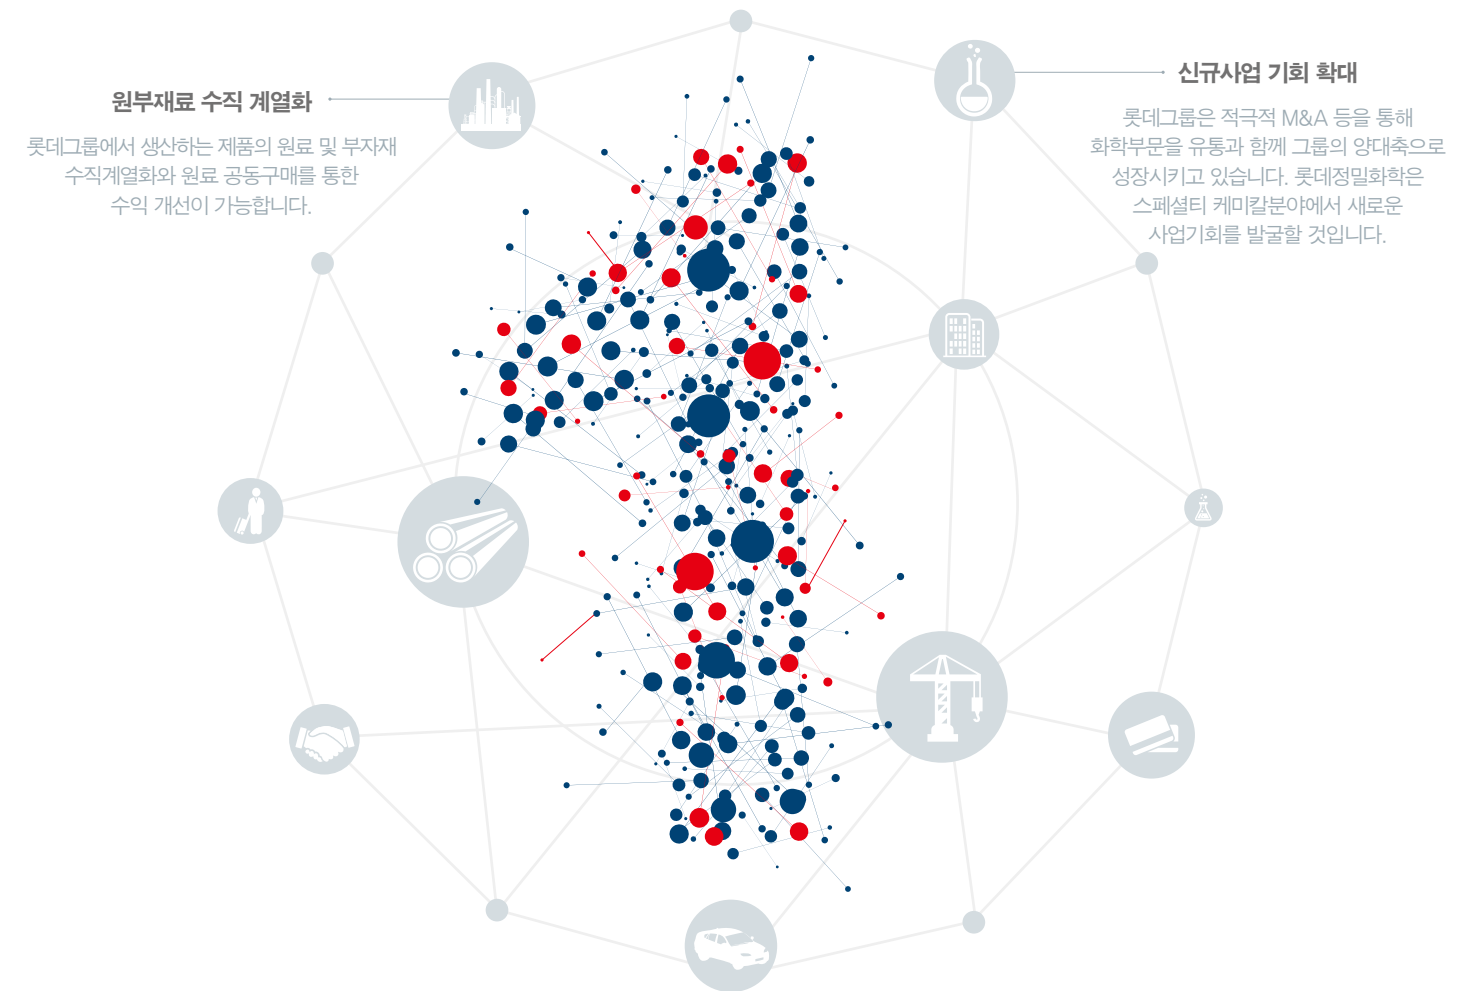 원부재료 수직 계열화
롯데그룹에서 생산하는 제품의 원료 및 부자재
수직계열화와 원료 공동구매를 통한
수익 개선이 가능합니다.
신규사업 기회 확대
롯데그룹은 적극적 M&A 등을 통해
화학부문을 유통과 함께 그룹의 양대축으로
성장시키고 있습니다. 롯데정밀화학은
스페셜티 케미칼분야에서 새로운
사업기회를 발굴할 것입니다.